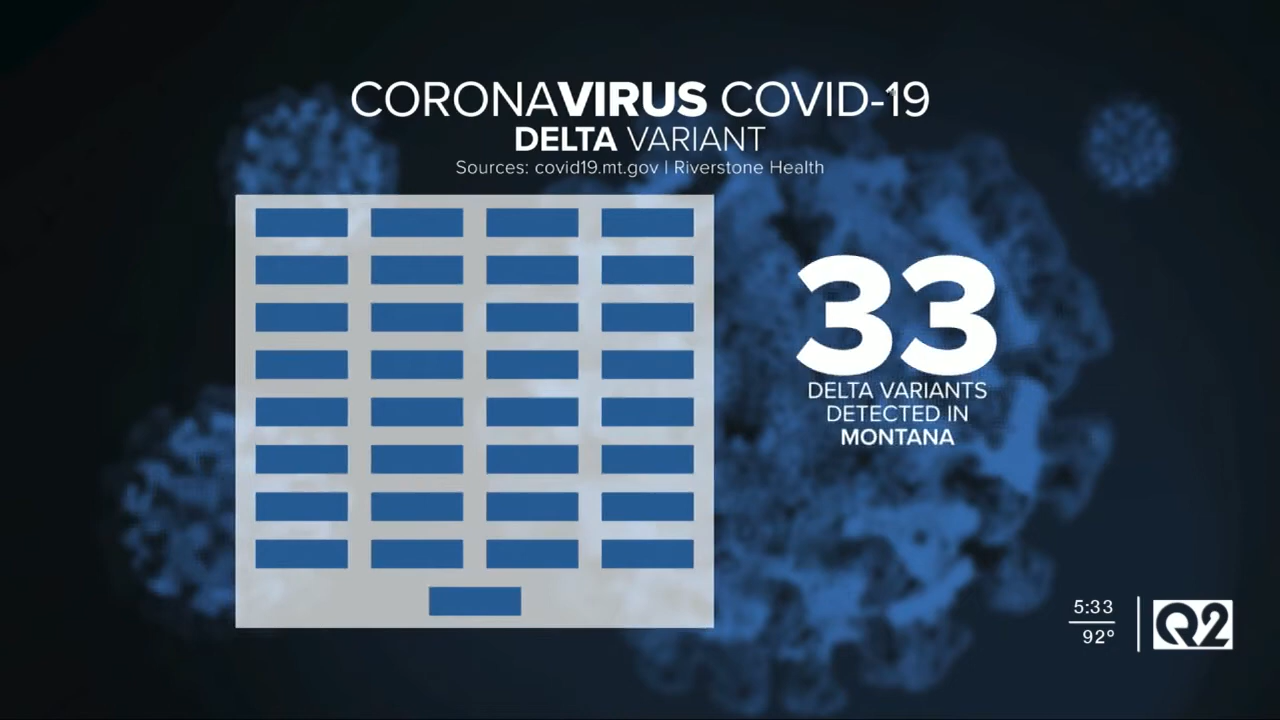 CORONAVIRUS COVID-19
DELTA VARIANT
Sources: covid19.mt.gov | Riverstone Health
33
DELTA VARIANTS
DETECTED IN
MONTANA
5:33
92°
Q2